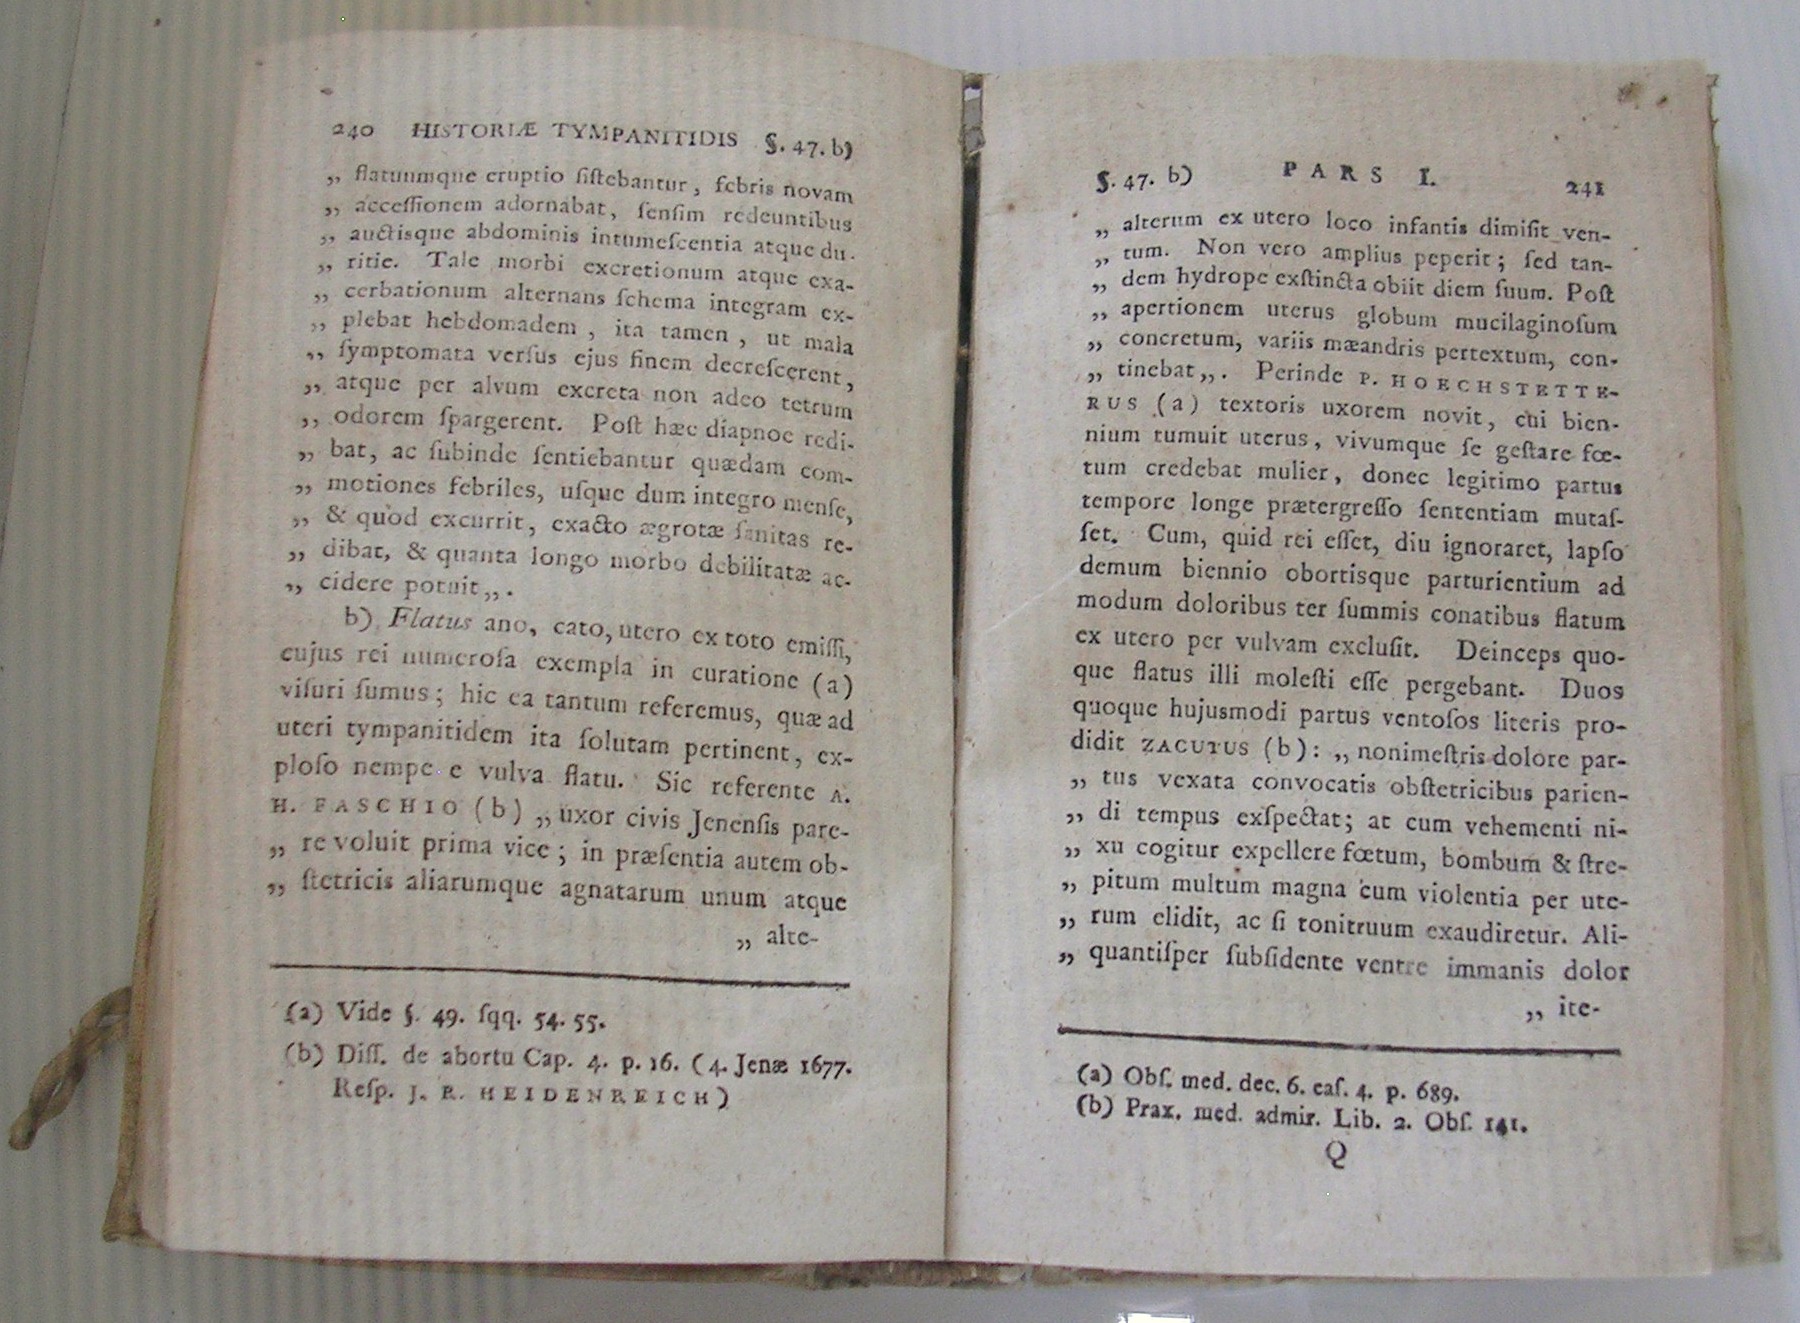 240 HISTORIÆ TYMPANITIDIS §. 47. b)
„ flatuumque eruptio ſiſtebantur, febris novam
„ acceſſionem adornabat, ſenſim redeuntibus
„ auctisque abdominis intumeſcentia atque du-
„ ritie. Tale morbi excretionum atque exa-
„ cerbationum alternans ſchema integram ex-
„ plebat hebdomadem, ita tamen, ut mala
„ ſymptomata verſus ejus finem decreſcerent,
„ atque per alvum excreta non adeo tetrum
„ odorem ſpargerent. Poſt hæc diapnoe redi-
„ bat, ac ſubinde ſentiebantur quædam com-
„ motiones febriles, uſque dum integro menſe,
„ & quod excurrit, exacto ægrotæ ſanitas re-
„ dibat, & quanta longo morbo debilitatæ ac-
„ cidere potuit„.
b) Flatus ano, cato, utero ex toto emiſſi,
cujus rei numeroſa exempla in curatione (a)
viſuri ſumus; hic ea tantum referemus, quæ ad
uteri tympanitidem ita ſolutam pertinent, ex-
ploſo nempe e vulva flatu. Sic referente A.
H. FASCHIO (b) „uxor civis Jenenſis pare-
„ re voluit prima vice; in præſentia autem ob-
„ ſtetricis aliarumque agnatarum unum atque
„ alte-
(a) Vide §. 49. ſqq. 54. 55.
(b) Diſſ. de abortu Cap. 4. p. 16. (4. Jenæ 1677.
Reſp. J. R. HEIDENREICH)
§. 47. b) PARS I. 241
„ alterum ex utero loco infantis dimiſit ven-
„ tum. Non vero amplius peperit; ſed tan-
„ dem hydrope exſtincta obiit diem ſuum. Poſt
„ apertionem uterus globum mucilaginoſum
„ concretum, variis mæandris pertextum, con-
„ tinebat„. Perinde P. HOECHSTETTE-
RUS (a) textoris uxorem novit, cui bien-
nium tumuit uterus, vivumque ſe geſtare fœ-
tum credebat mulier, donec legitimo partus
tempore longe prætergreſſo ſententiam mutaſ-
ſet. Cum, quid rei eſſet, diu ignoraret, lapſo
demum biennio obortisque parturientium ad
modum doloribus ter ſummis conatibus flatum
ex utero per vulvam excluſit. Deinceps quo-
que flatus illi moleſti eſſe pergebant. Duos
quoque hujusmodi partus ventoſos literis pro-
didit ZACUTUS (b): „nonimeſtris dolore par-
„ tus vexata convocatis obſtetricibus parien-
„ di tempus exſpectat; at cum vehementi ni-
„ xu cogitur expellere fœtum, bombum & ſtre-
„ pitum multum magna cum violentia per ute-
„ rum elidit, ac ſi tonitruum exaudiretur. Ali-
„ quantiſper ſubſidente ventre immanis dolor
„ ite-
(a) Obſ. med. dec. 6. caſ. 4. p. 689.
(b) Prax. med. admir. Lib. 2. Obſ. 141.
Q